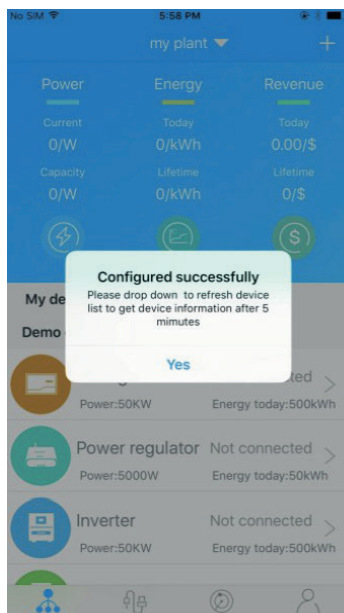 No SIM 5:58 PM
my plant
Power Energy Revenue
Current Today Today
0/W 0/kWh 0.00/$
Capacity Lifetime Lifetime
0/W 0/kWh 0/$
Configured successfully
Please drop down to refresh device
list to get device information after 5
mimutes
Yes
My de
Demo
Power:50KW Energy today:500kWh
Power regulator Not connected
Power:5000W Energy today:50kWh
Inverter Not connected
Power:50KW Energy today:500kWh